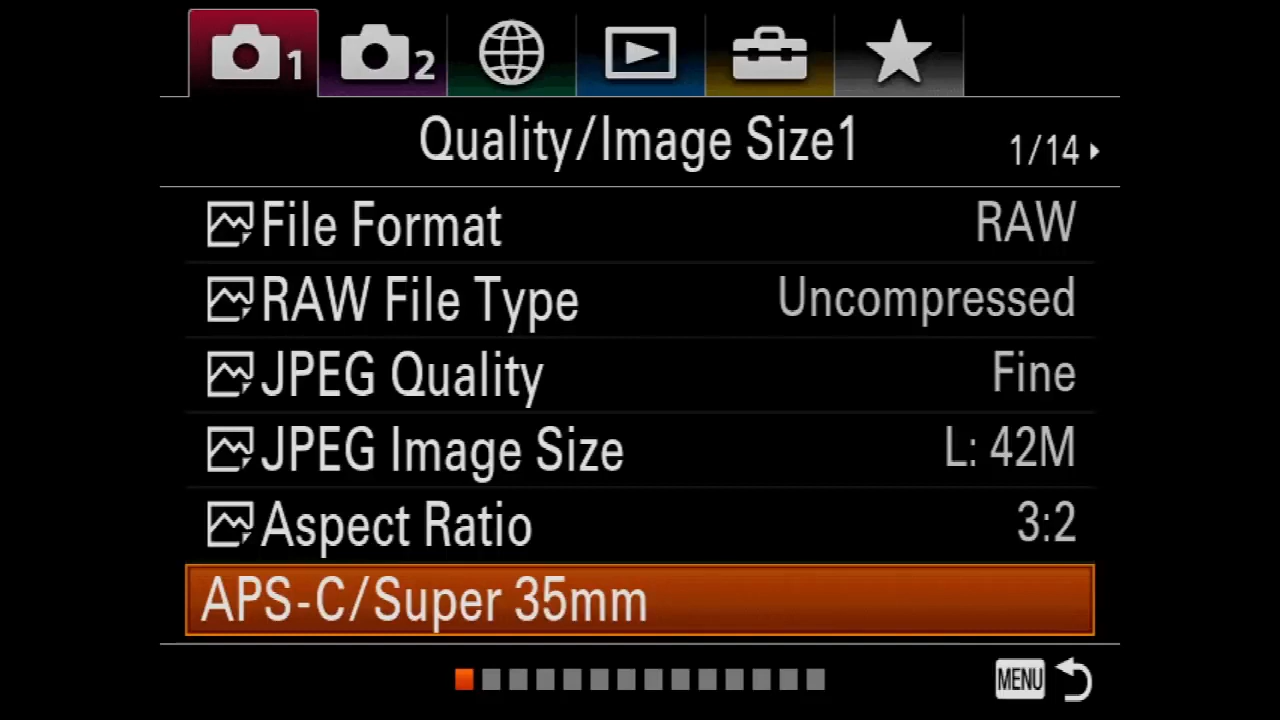 1 2
Quality/Image Size1 1/14
File Format RAW
RAW File Type Uncompressed
JPEG Quality Fine
JPEG Image Size L: 42M
Aspect Ratio 3:2
APS-C/Super 35mm
MENU